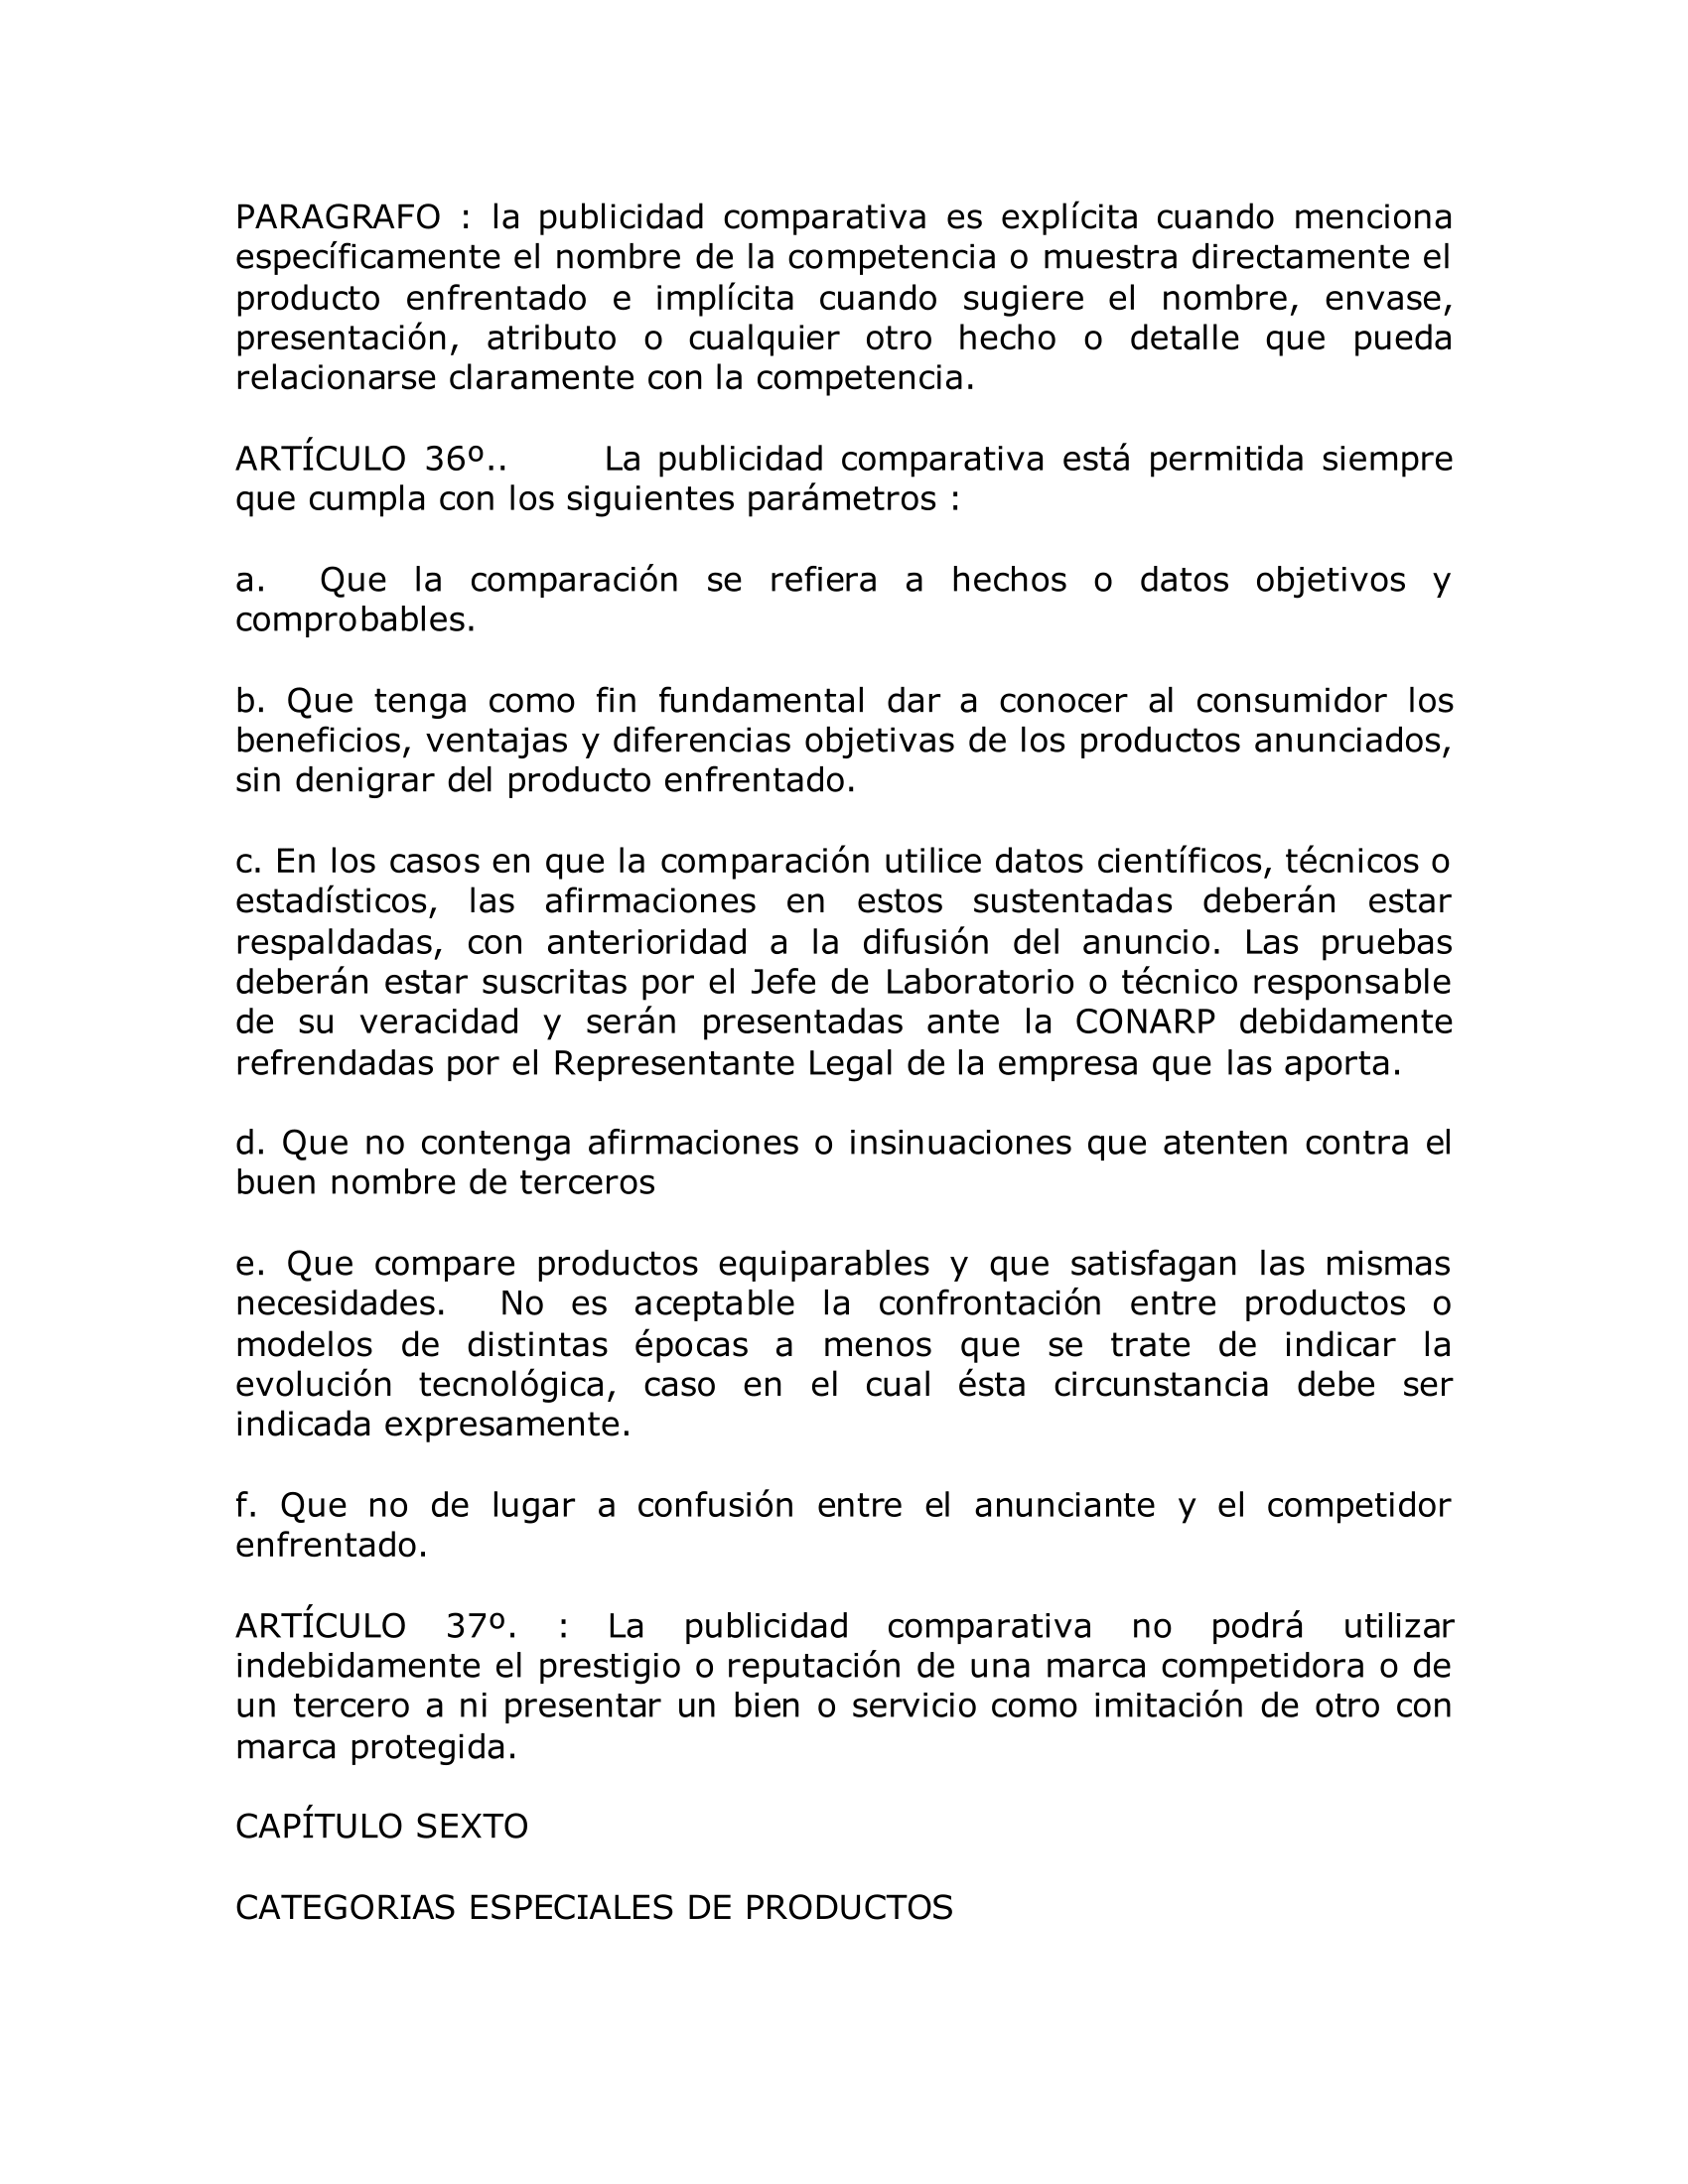 PARAGRAFO : la publicidad comparativa es explícita cuando menciona
específicamente el nombre de la competencia o muestra directamente el
producto enfrentado e implícita cuando sugiere el nombre, envase,
presentación, atributo o cualquier otro hecho o detalle que pueda
relacionarse claramente con la competencia.
ARTÍCULO 36º.. La publicidad comparativa está permitida siempre
que cumpla con los siguientes parámetros :
a. Que la comparación se refiera a hechos o datos objetivos y
comprobables.
b. Que tenga como fin fundamental dar a conocer al consumidor los
beneficios, ventajas y diferencias objetivas de los productos anunciados,
sin denigrar del producto enfrentado.
c. En los casos en que la comparación utilice datos científicos, técnicos o
estadísticos, las afirmaciones en estos sustentadas deberán estar
respaldadas, con anterioridad a la difusión del anuncio. Las pruebas
deberán estar suscritas por el Jefe de Laboratorio o técnico responsable
de su veracidad y serán presentadas ante la CONARP debidamente
refrendadas por el Representante Legal de la empresa que las aporta.
d. Que no contenga afirmaciones o insinuaciones que atenten contra el
buen nombre de terceros
e. Que compare productos equiparables y que satisfagan las mismas
necesidades. No es aceptable la confrontación entre productos o
modelos de distintas épocas a menos que se trate de indicar la
evolución tecnológica, caso en el cual ésta circunstancia debe ser
indicada expresamente.
f. Que no de lugar a confusión entre el anunciante y el competidor
enfrentado.
ARTÍCULO 37º. : La publicidad comparativa no podrá utilizar
indebidamente el prestigio o reputación de una marca competidora o de
un tercero a ni presentar un bien o servicio como imitación de otro con
marca protegida.
CAPÍTULO SEXTO
CATEGORIAS ESPECIALES DE PRODUCTOS